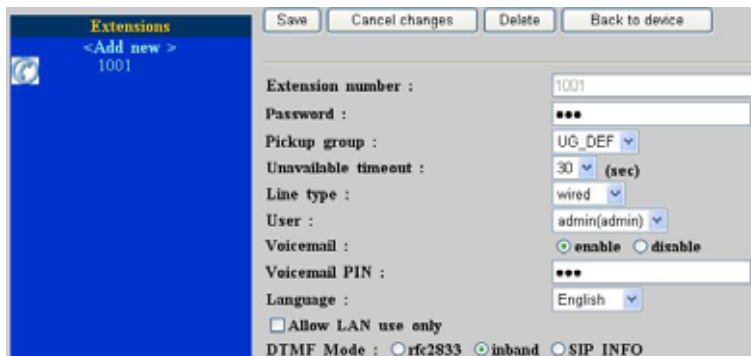 Extensions
<Add new >
1001
Save Cancel changes Delete Back to device
Extension number : 1001
Password : •••
Pickup group : UG_DEF
Unavailable timeout : 30 (sec)
Line type : wired
User : admin(admin)
Voicemail : enable disable
Voicemail PIN : •••
Language : English
Allow LAN use only
DTMF Mode : rfc2833 inband SIP INFO